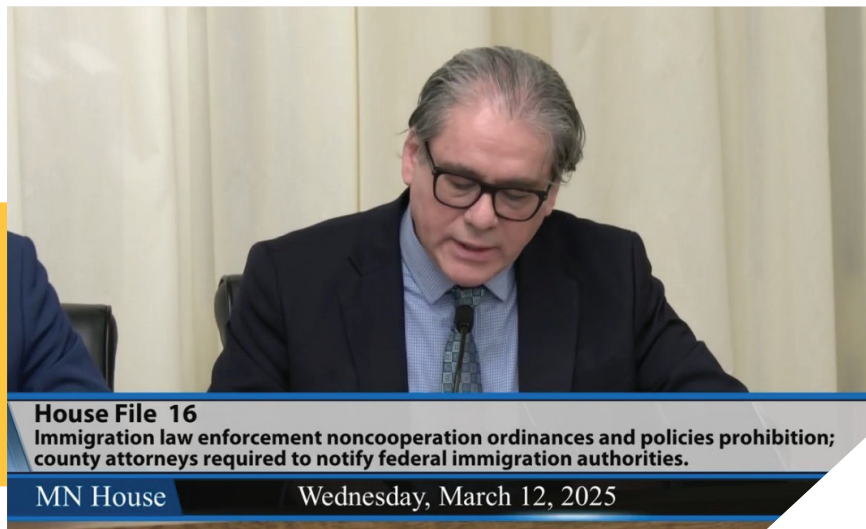 House File 16
Immigration law enforcement noncooperation ordinances and policies prohibition;
county attorneys required to notify federal immigration authorities.
MN House Wednesday, March 12, 2025